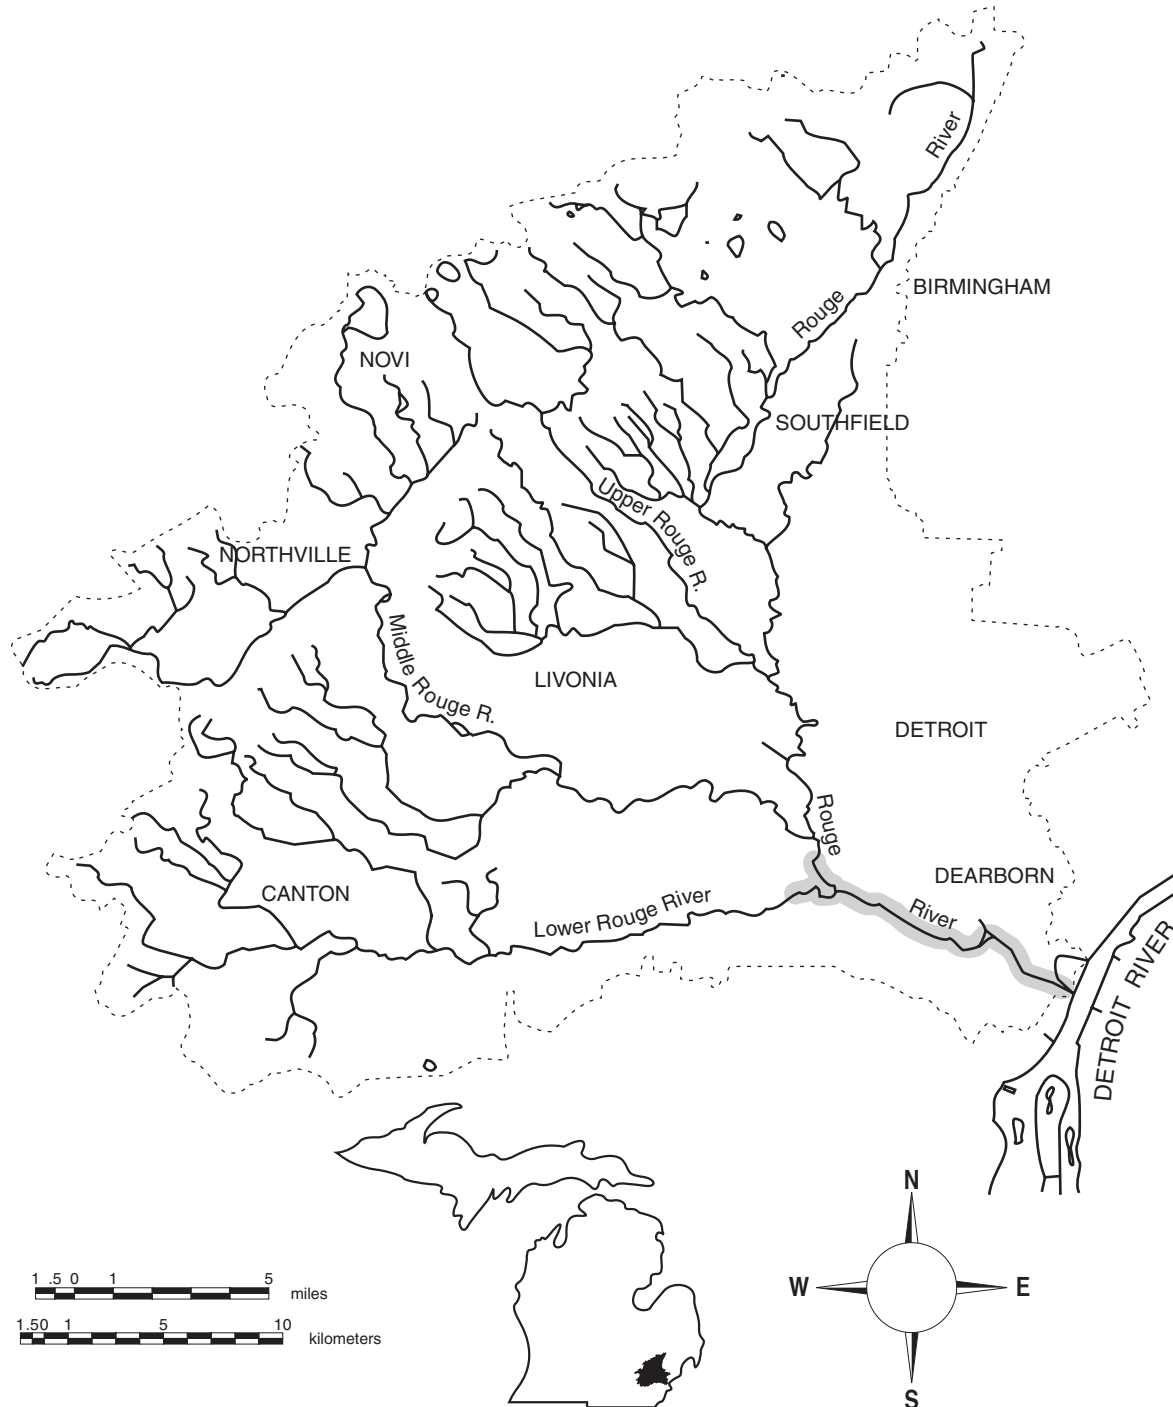 River
BIRMINGHAM
Rouge
NOVI
SOUTHFIELD
Upper Rouge R.
NORTHVILLE
Middle Rouge R.
LIVONIA
DETROIT
Rouge
DEARBORN
CANTON
Lower Rouge River
River
DETROIT RIVER
N
W E
S
1 .5 0 1 5
miles
1 .5 0 1 5 10
kilometers